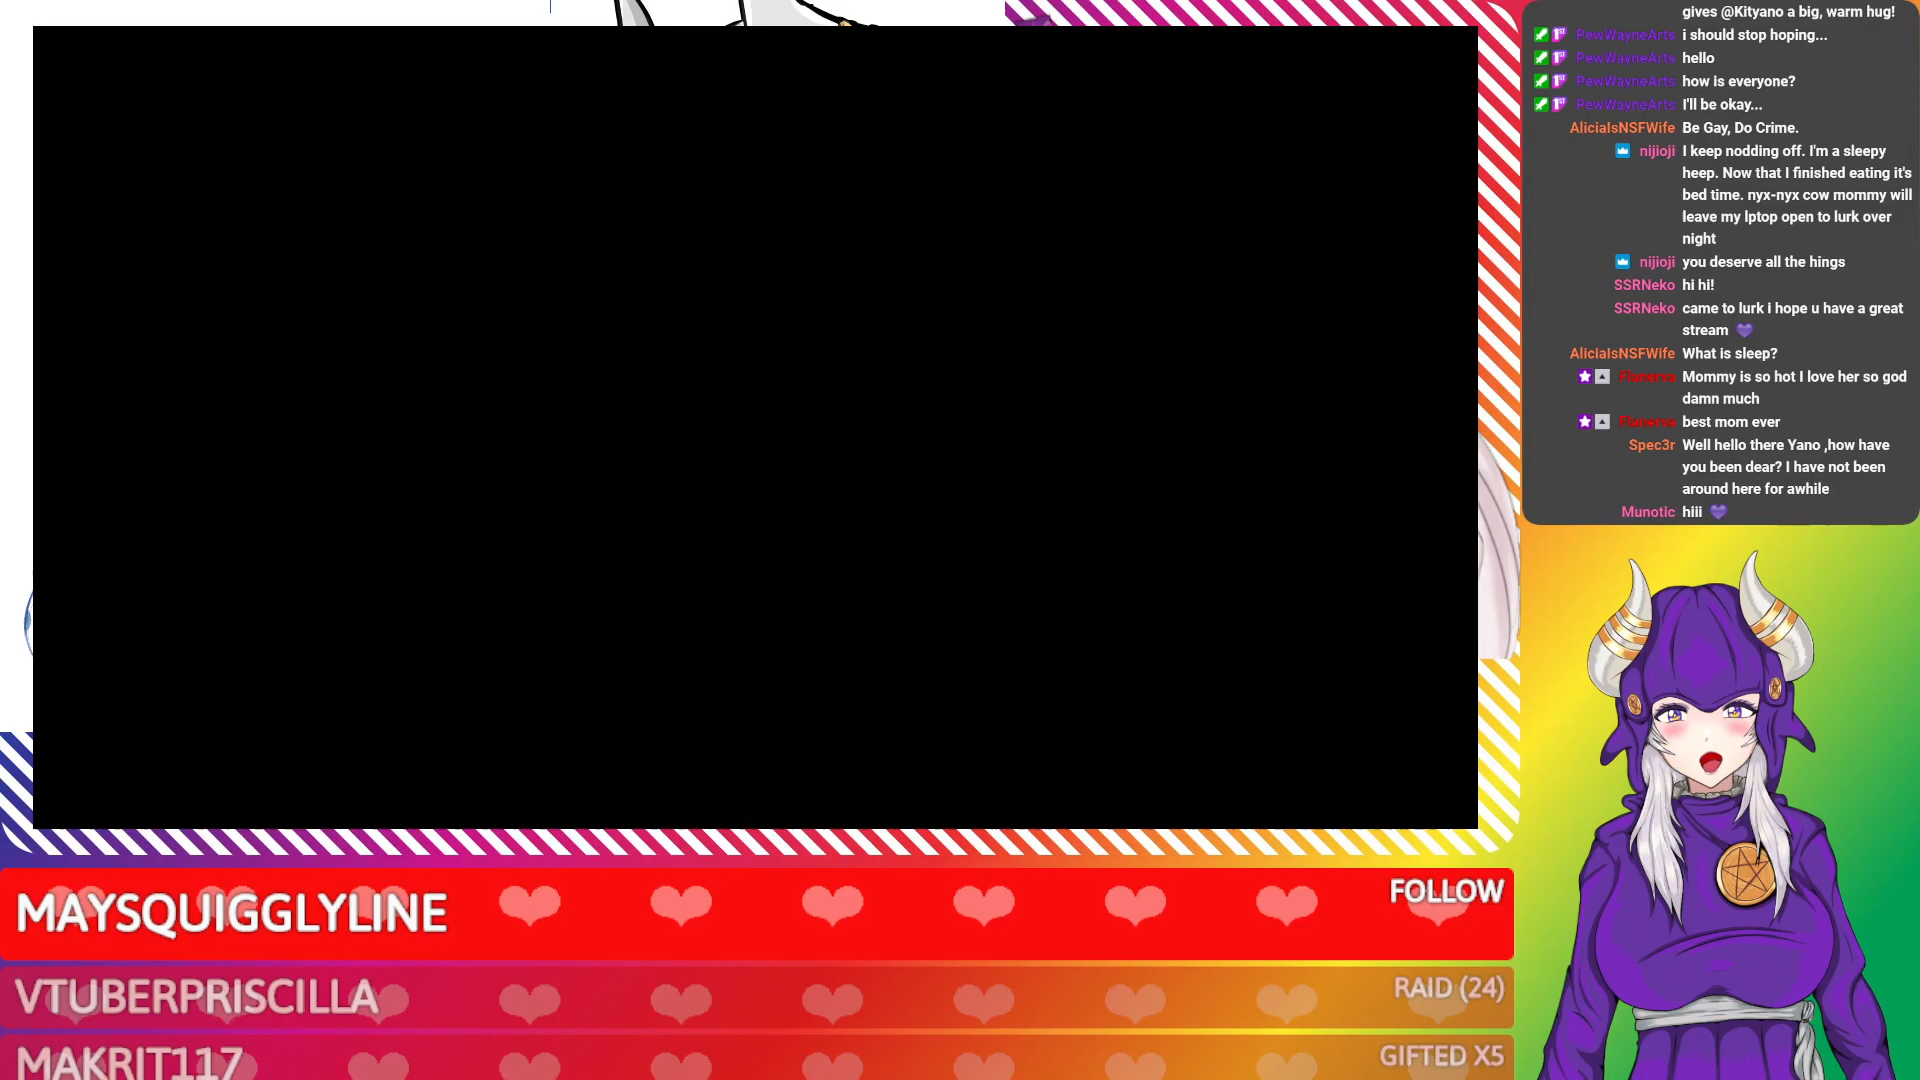 gives @Kityano a big, warm hug!
PewWayneArts i should stop hoping...
PewWayneArts hello
PewWayneArts how is everyone?
PewWayneArts I'll be okay...
AliciaIsNSFWife Be Gay, Do Crime.
nijioji I keep nodding off. I'm a sleepy
heep. Now that I finished eating it's
bed time. nyx-nyx cow mommy will
leave my lptop open to lurk over
night
nijioji you deserve all the hings
SSRNeko hi hi!
SSRNeko came to lurk i hope u have a great
stream
AliciaIsNSFWife What is sleep?
Mommy is so hot I love her so god
damn much
best mom ever
Spec3r Well hello there Yano ,how have
you been dear? I have not been
around here for awhile
Munotic hiii
MAYSQUIGGLYLINE FOLLOW
VTUBERPRISCILLA RAID (24)
MAKRIT117 GIFTED X5